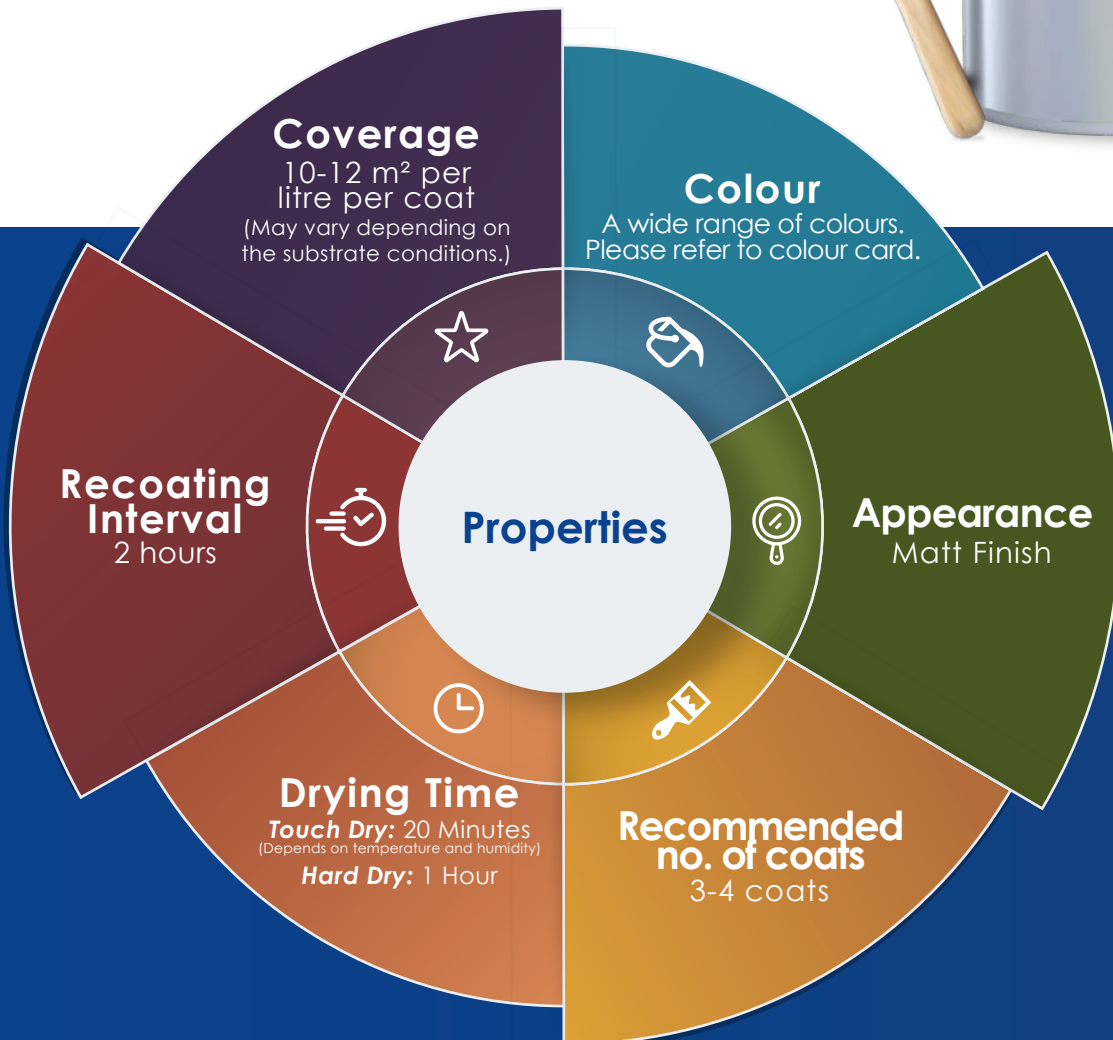 Coverage
10-12 m² per
litre per coat
(May vary depending on
the substrate conditions.)
Colour
A wide range of colours.
Please refer to colour card.
Recoating
Interval
2 hours
Properties
Appearance
Matt Finish
Drying Time
Touch Dry: 20 Minutes
(Depends on temperature and humidity)
Hard Dry: 1 Hour
Recommended
no. of coats
3-4 coats